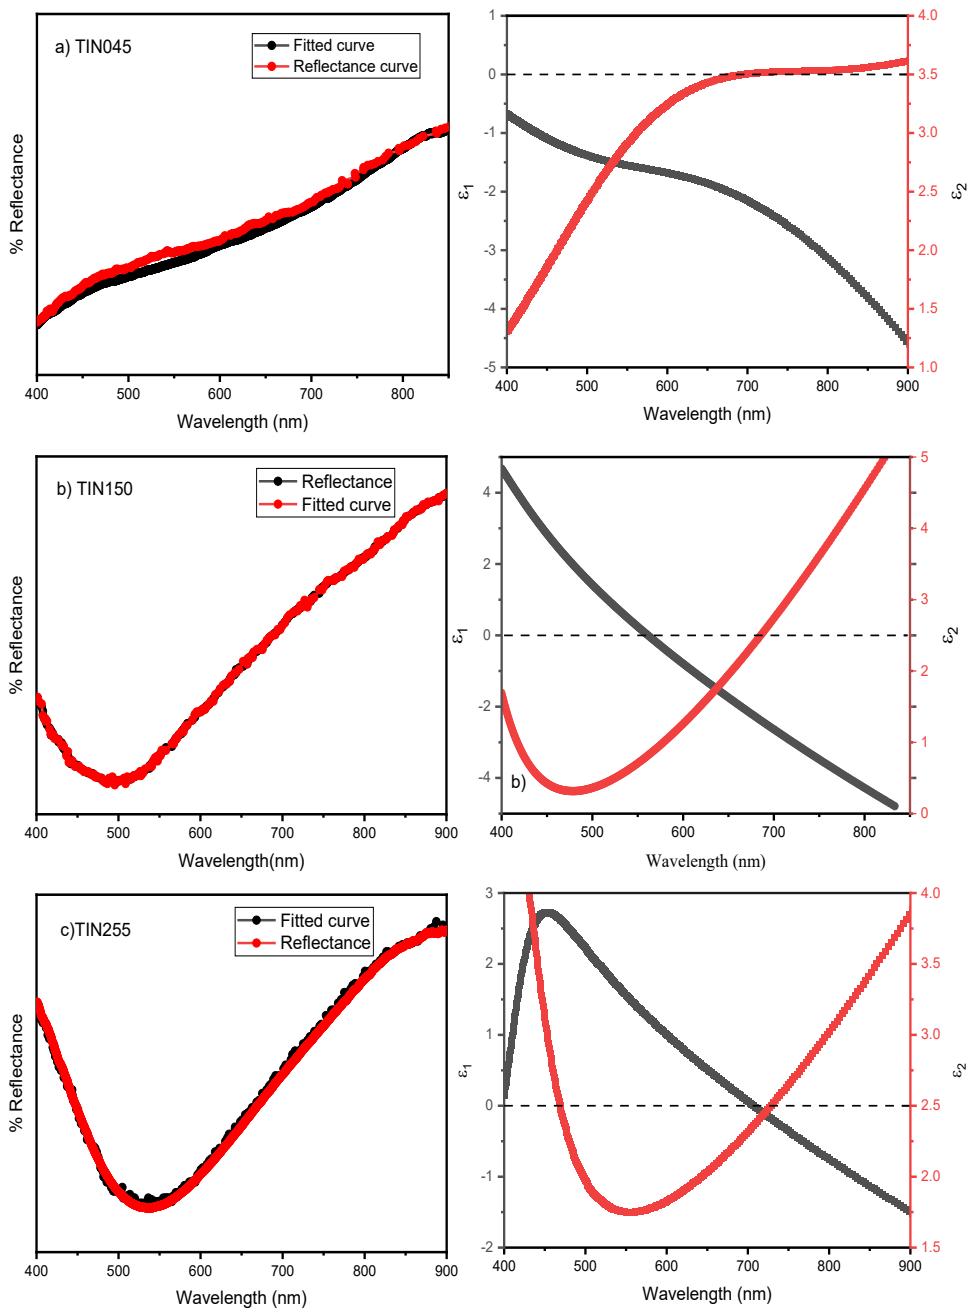 a) TIN045
Fitted curve
Reflectance curve
% Reflectance
400 500 600 700 800
Wavelength (nm)
1
0
-1
-2
-3
-4
-5
ε1
4.0
3.5
3.0
2.5
2.0
1.5
1.0
ε2
400 500 600 700 800 900
Wavelength (nm)
b) TIN150
Reflectance
Fitted curve
% Reflectance
400 500 600 700 800 900
Wavelength(nm)
4
2
0
-2
-4
ε1
5
4
3
2
1
0
ε2
b)
400 500 600 700 800
Wavelength (nm)
c)TIN255
Fitted curve
Reflectance
% Reflectance
400 500 600 700 800 900
Wavelength (nm)
3
2
1
0
-1
-2
ε1
4.0
3.5
3.0
2.5
2.0
1.5
ε2
400 500 600 700 800 900
Wavelength (nm)